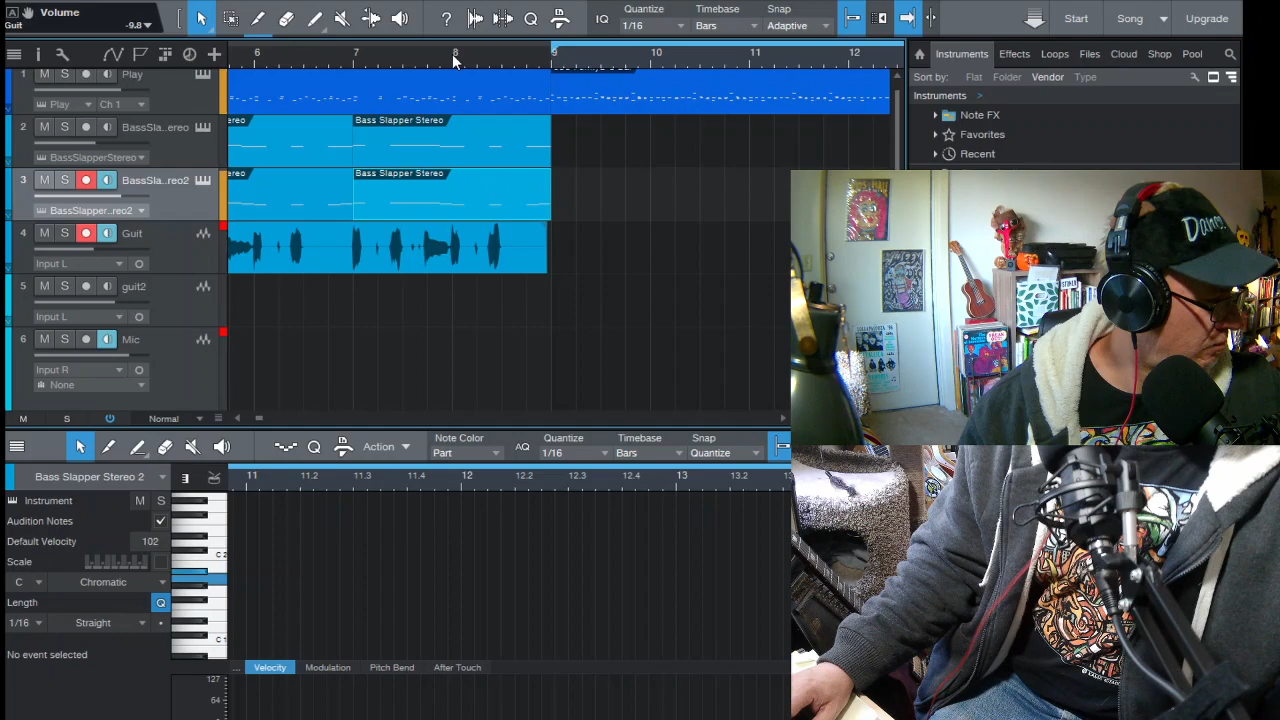 Volume
Guit -9.8
IQ
Quantize
1/16
Timebase
Bars
Snap
Adaptive
Start
Song
Upgrade
6 7 8 9 10 11 12
Instruments Effects Loops Files Cloud Shop Pool
Sort by: Flat Folder Vendor Type
Instruments >
Note FX
Favorites
Recent
1 M S Play
Play Ch 1
2 M S BassSla..ereo
BassSlapperStereo
3 M S BassSla..reo2
BassSlapper..reo2
4 M S Guit
Input L
5 M S guit2
Input L
6 M S Mic
Input R
None
ereo Bass Slapper Stereo
ereo Bass Slapper Stereo
M S Normal
Action
Note Color
Part
AQ
Quantize
1/16
Timebase
Bars
Snap
Quantize
Bass Slapper Stereo 2
11 11.2 11.3 11.4 12 12.2 12.3 12.4 13 13.2
Instrument M S
Audition Notes
Default Velocity 102
Scale
C Chromatic
Length Q
1/16 Straight
No event selected
C 2
C 1
... Velocity Modulation Pitch Bend After Touch
127
64